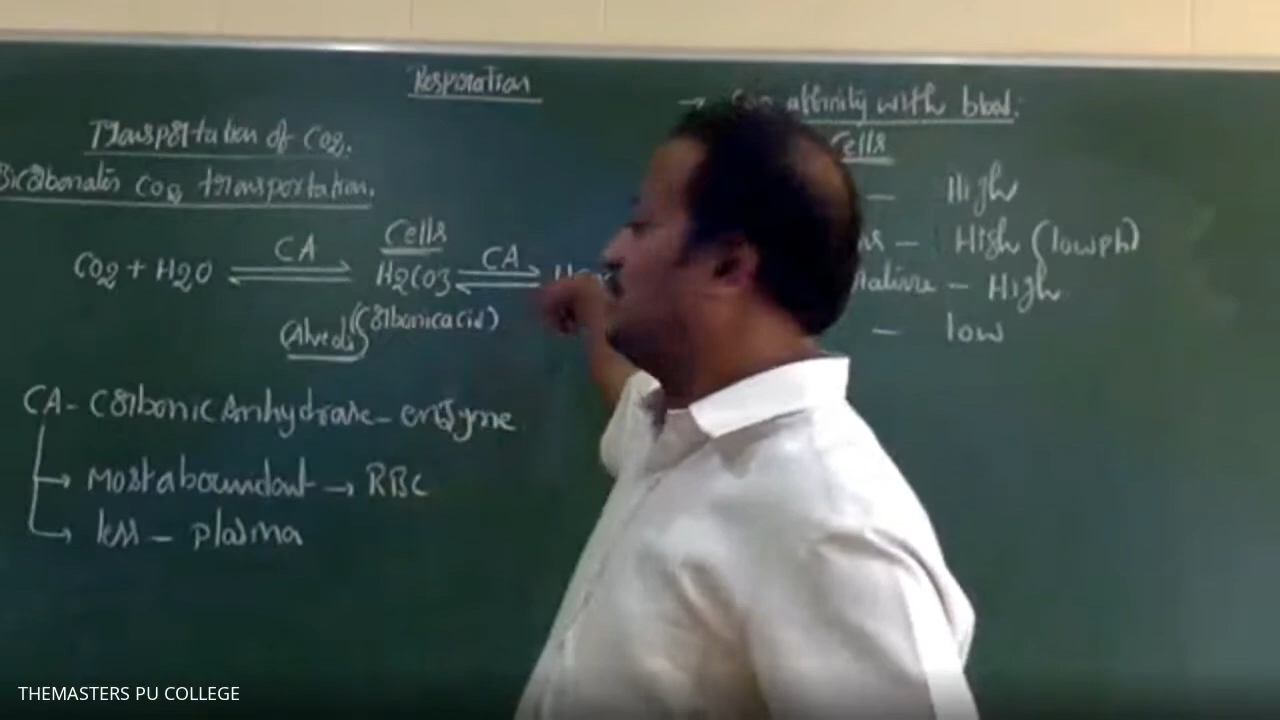 Respiration
Transportation of CO2.
Bicarbonates CO2 transportation.
Cells
CO2 + H2O ⇌ CA H2CO3 ⇌ CA
(Alveoli) (Carbonic acid)
CA - Carbonic Anhydrase - enzyme
→ Most aboundant → RBC
→ less - plasma
→ affinity with blood:
Cells
— High
— High (low pH)
— High
— low
THEMASTERS PU COLLEGE